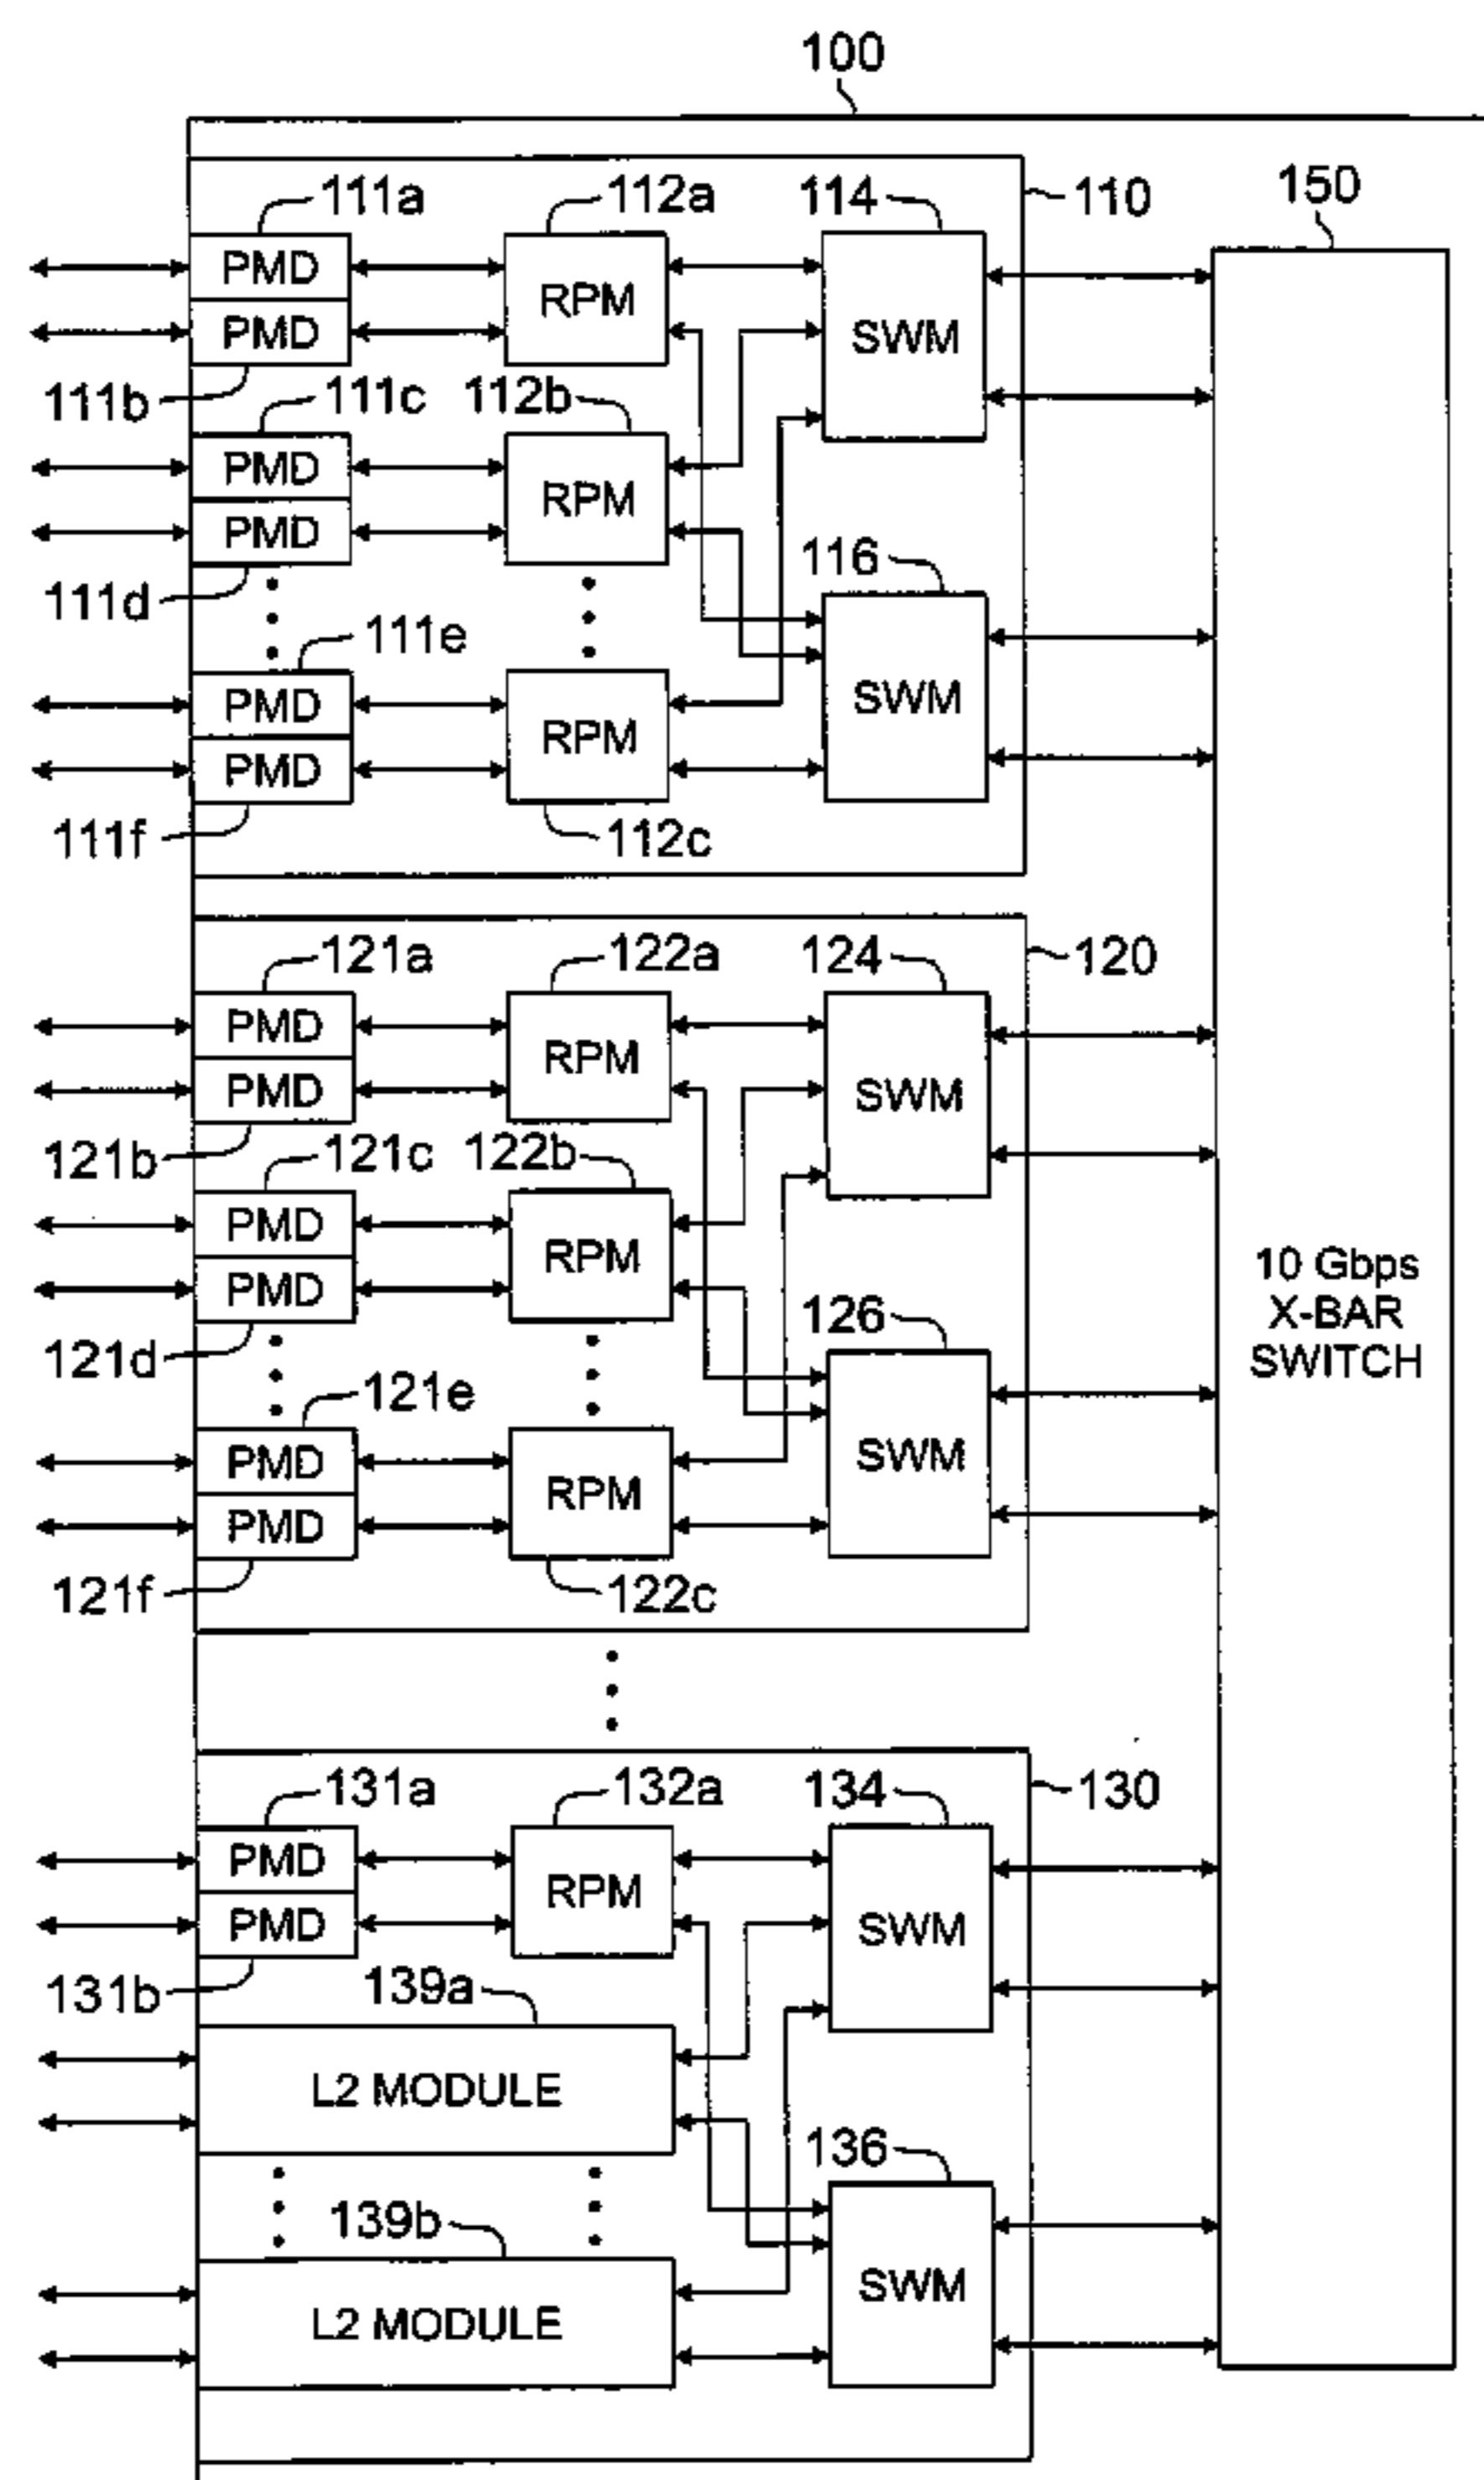 100
111a
112a
114
110
150
PMD
PMD
RPM
SWM
111b
111c
112b
PMD
PMD
RPM
111d
116
111e
PMD
PMD
RPM
SWM
111f
112c
121a
122a
124
120
PMD
PMD
RPM
SWM
121b
121c
122b
PMD
PMD
RPM
10 Gbps
X-BAR
SWITCH
121d
126
121e
PMD
PMD
RPM
SWM
121f
122c
131a
132a
134
130
PMD
PMD
RPM
SWM
131b
139a
L2 MODULE
136
139b
L2 MODULE
SWM